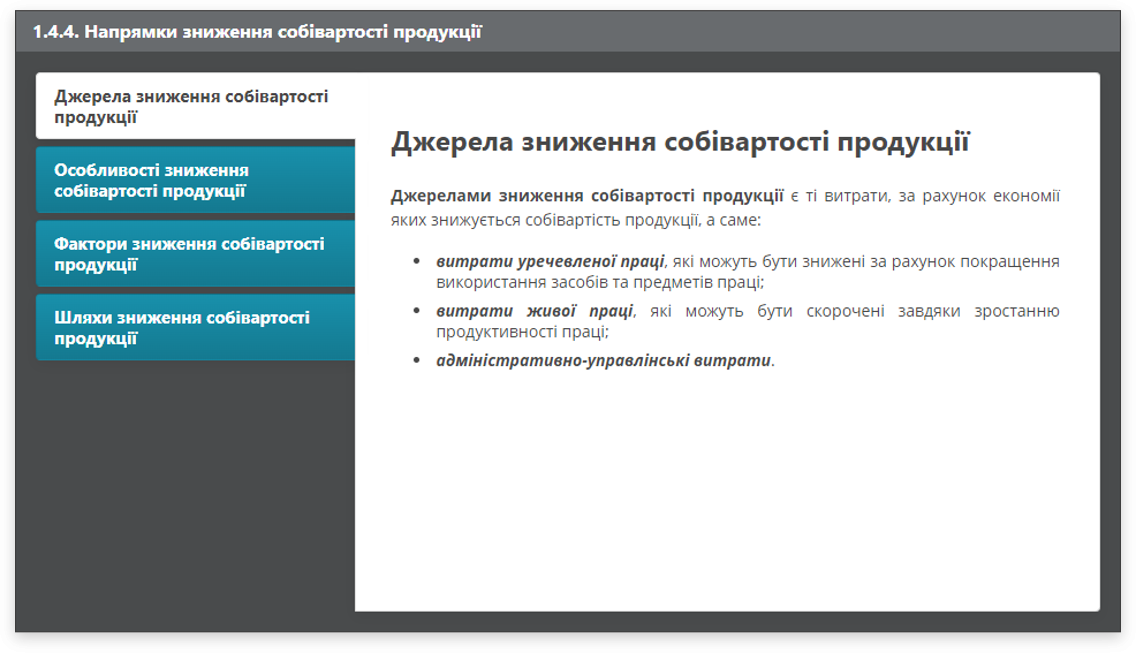 1.4.4. Напрямки зниження собівартості продукції
Джерела зниження собівартості
продукції
Особливості зниження
собівартості продукції
Фактори зниження собівартості
продукції
Шляхи зниження собівартості
продукції
Джерела зниження собівартості продукції
Джерелами зниження собівартості продукції є ті витрати, за рахунок економії
яких знижується собівартість продукції, а саме:
• витрати уречевленої праці, які можуть бути знижені за рахунок покращення
використання засобів та предметів праці;
• витрати живої праці, які можуть бути скорочені завдяки зростанню
продуктивності праці;
• адміністративно-управлінські витрати.